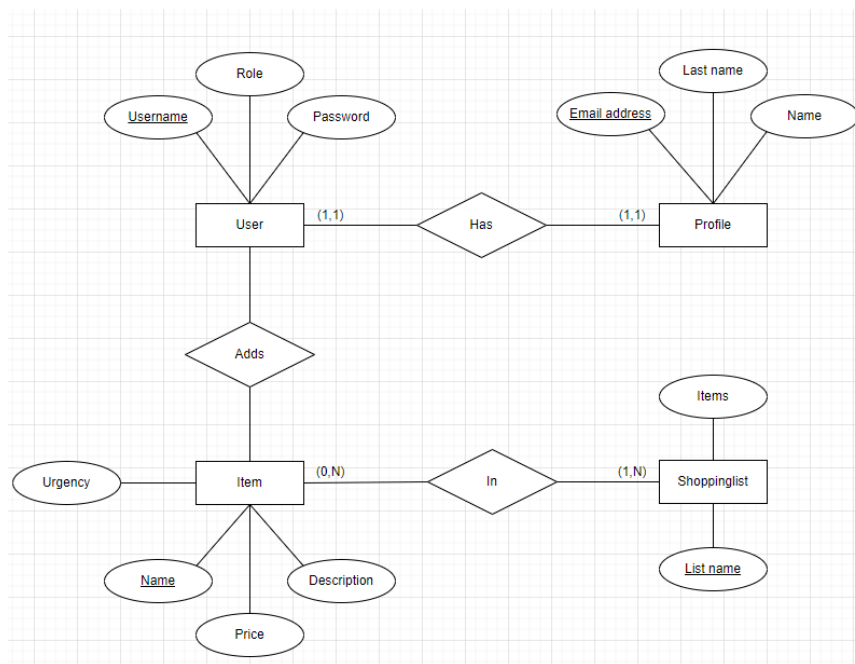 Role
Last name
Username
Password
Email address
Name
User
(1,1)
Has
(1,1)
Profile
Adds
Items
Urgency
Item
(0,N)
In
(1,N)
Shoppinglist
Name
Description
List name
Price